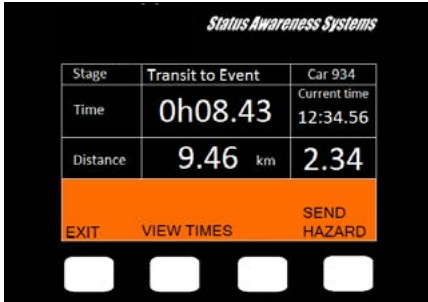 Status Awareness Systems
Stage Transit to Event Car 934
Time 0h08.43 Current time
12:34.56
Distance 9.46 km 2.34
EXIT VIEW TIMES SEND
HAZARD